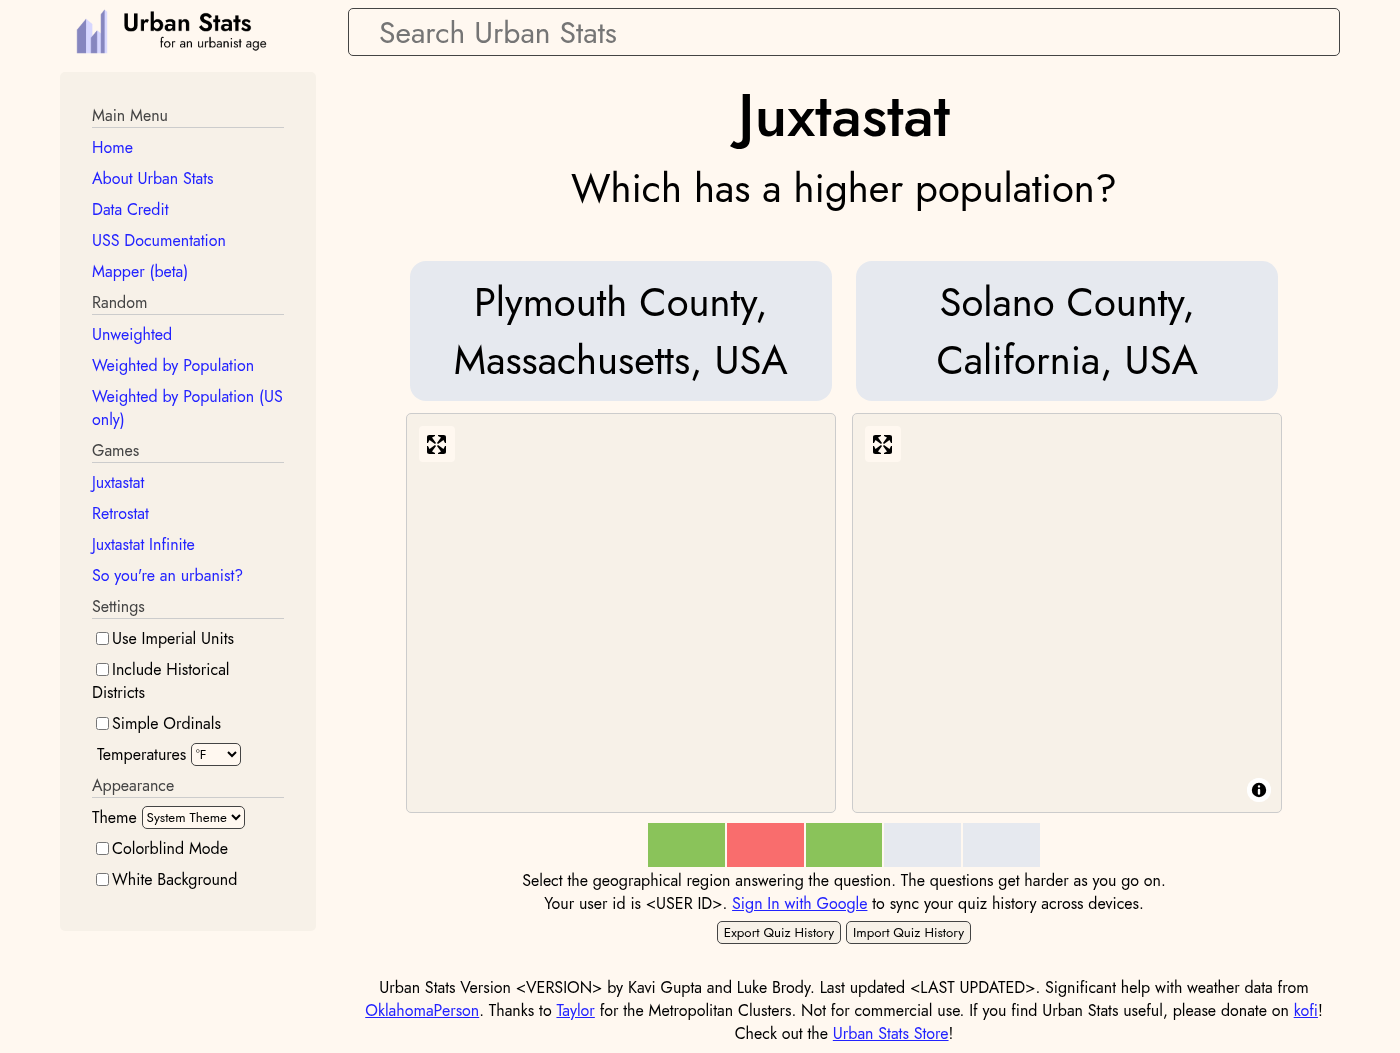 Urban Stats
for an urbanist age
Search Urban Stats
Main Menu
Home
About Urban Stats
Data Credit
USS Documentation
Mapper (beta)
Random
Unweighted
Weighted by Population
Weighted by Population (US
only)
Games
Juxtastat
Retrostat
Juxtastat Infinite
So you're an urbanist?
Settings
Use Imperial Units
Include Historical
Districts
Simple Ordinals
Temperatures °F
Appearance
Theme System Theme
Colorblind Mode
White Background
Juxtastat
Which has a higher population?
Plymouth County,
Massachusetts, USA
Solano County,
California, USA
Select the geographical region answering the question. The questions get harder as you go on.
Your user id is <USER ID>. Sign In with Google to sync your quiz history across devices.
Export Quiz History Import Quiz History
Urban Stats Version <VERSION> by Kavi Gupta and Luke Brody. Last updated <LAST UPDATED>. Significant help with weather data from
OklahomaPerson. Thanks to Taylor for the Metropolitan Clusters. Not for commercial use. If you find Urban Stats useful, please donate on kofi!
Check out the Urban Stats Store!